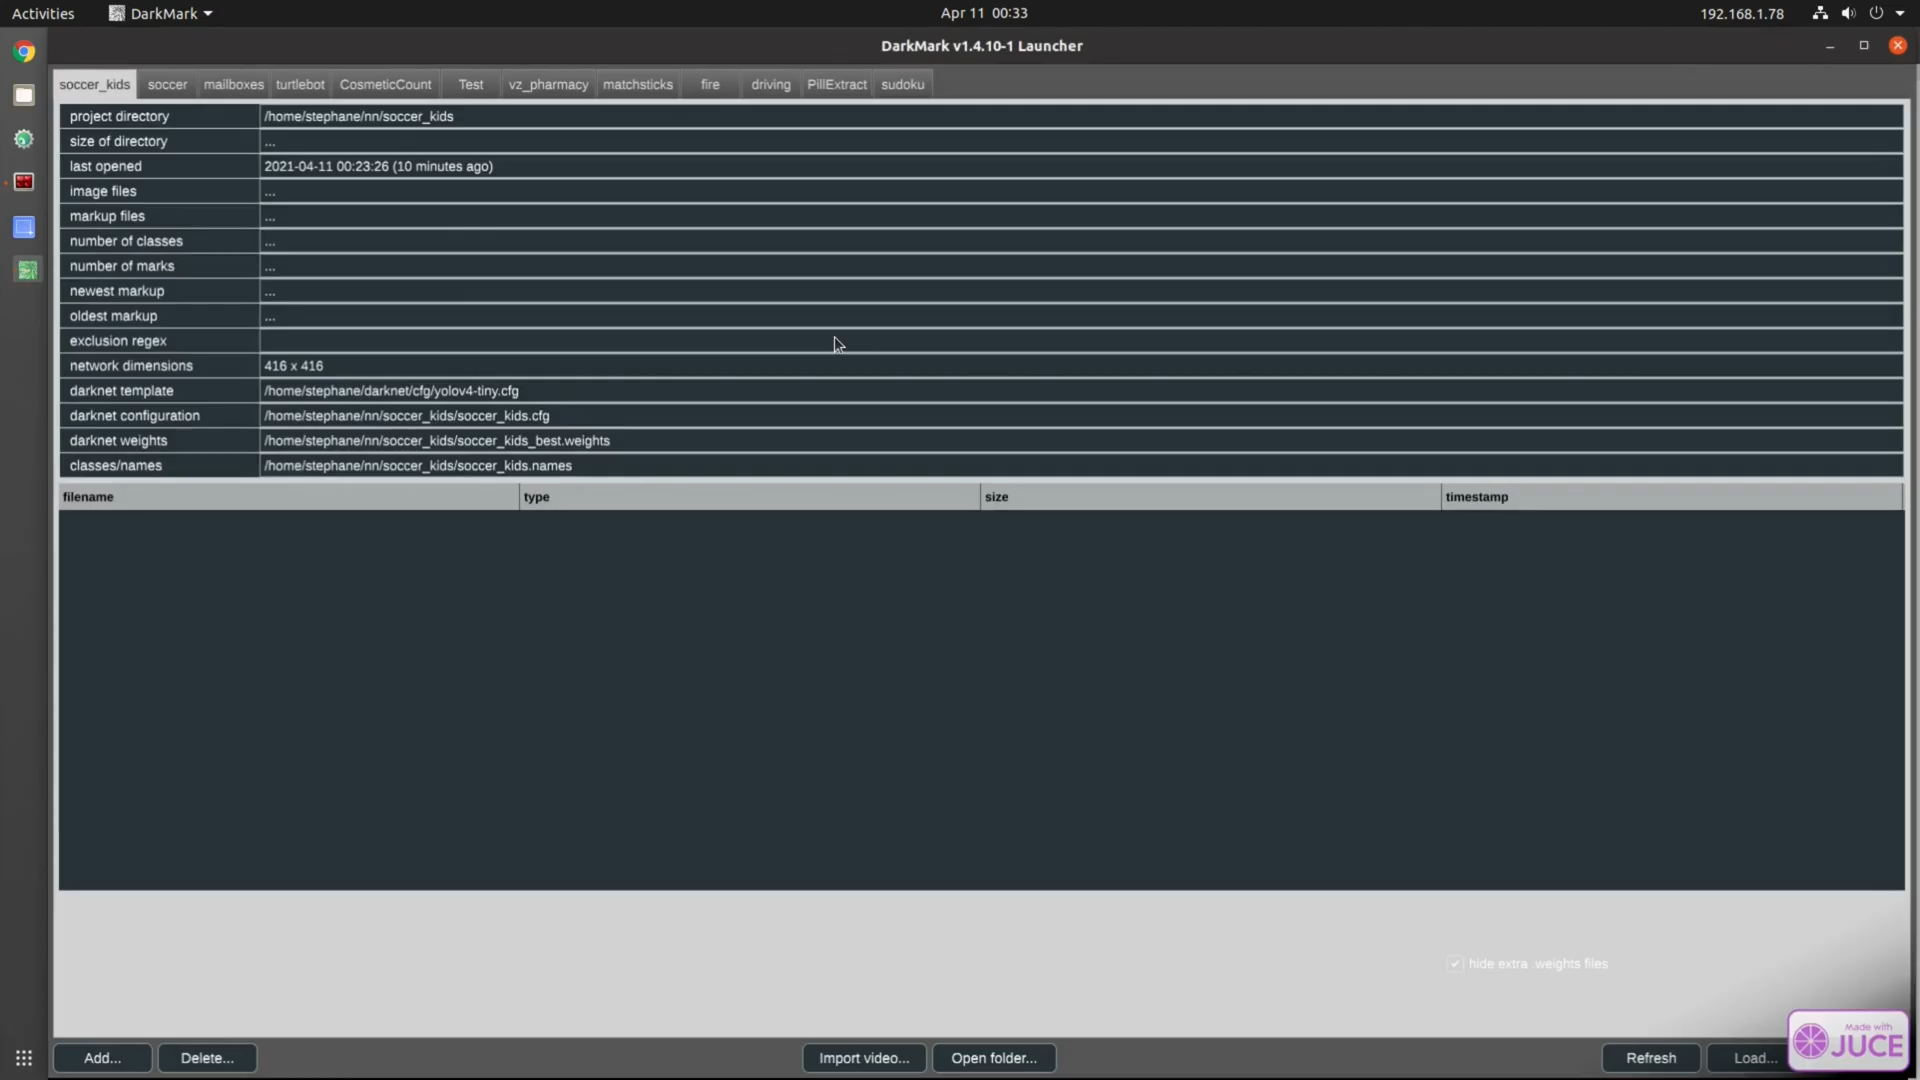 Activities DarkMark Apr 11 00:33 192.168.1.78
DarkMark v1.4.10-1 Launcher
soccer_kids soccer mailboxes turtlebot CosmeticCount Test vz_pharmacy matchsticks fire driving PillExtract sudoku
project directory /home/stephane/nn/soccer_kids
size of directory ...
last opened 2021-04-11 00:23:26 (10 minutes ago)
image files ...
markup files ...
number of classes ...
number of marks ...
newest markup ...
oldest markup ...
exclusion regex
network dimensions 416 x 416
darknet template /home/stephane/darknet/cfg/yolov4-tiny.cfg
darknet configuration /home/stephane/nn/soccer_kids/soccer_kids.cfg
darknet weights /home/stephane/nn/soccer_kids/soccer_kids_best.weights
classes/names /home/stephane/nn/soccer_kids/soccer_kids.names
filename type size timestamp
hide extra .weights files
Add... Delete... Import video... Open folder... Refresh Load...
Made with
JUCE